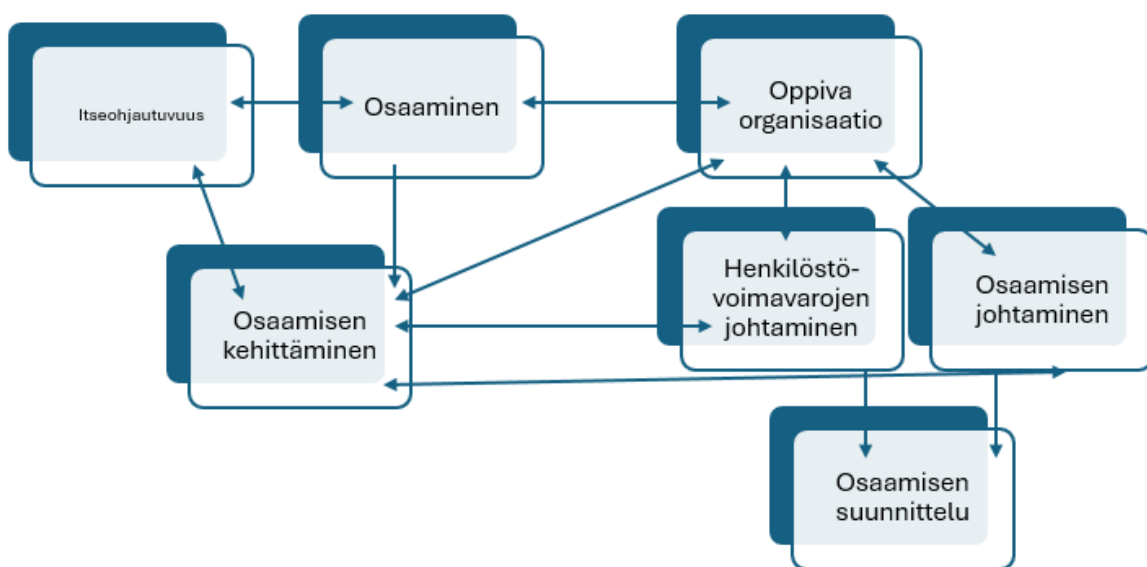 Itseohjautuvuus
Osaaminen
Oppiva
organisaatio
Osaamisen
kehittäminen
Henkilöstö-
voimavarojen
johtaminen
Osaamisen
johtaminen
Osaamisen
suunnittelu